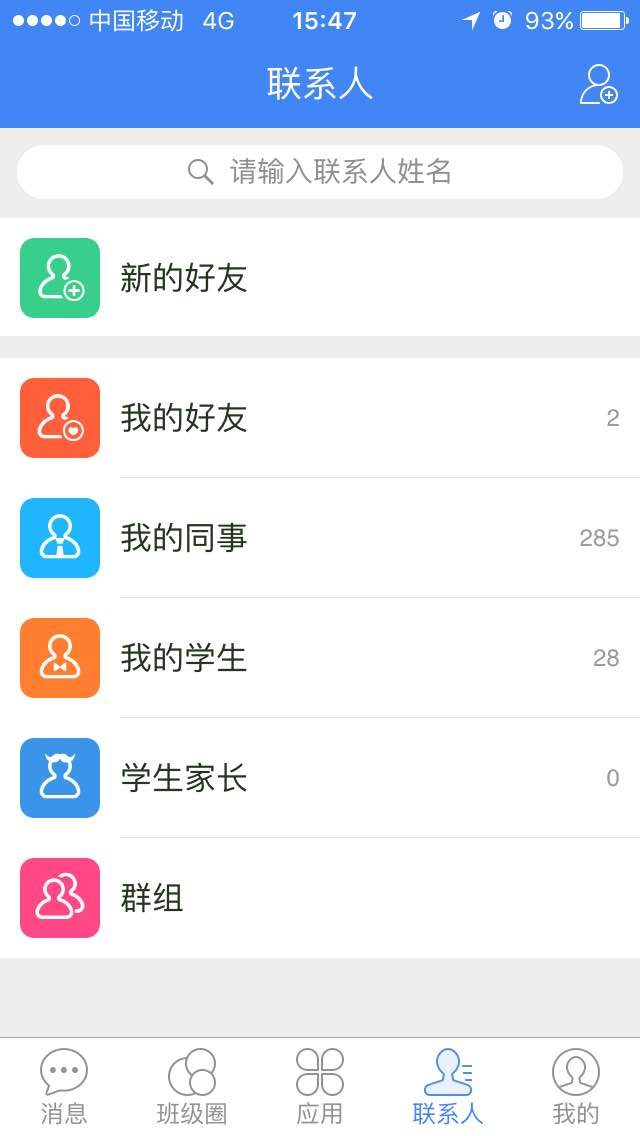 中国移动 4G 15:47 93%
联系人
请输入联系人姓名
新的好友
我的好友 2
我的同事 285
我的学生 28
学生家长 0
群组
消息 班级圈 应用 联系人 我的